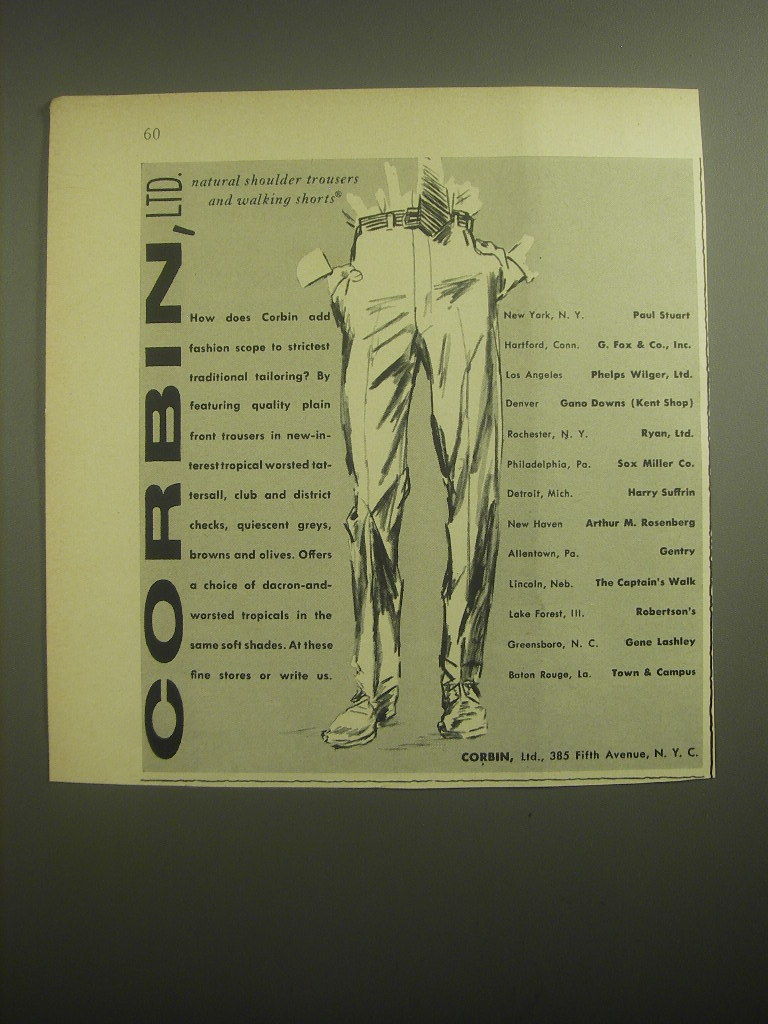 60
CORBIN, LTD.
natural shoulder trousers
and walking shorts®
How does Corbin add
fashion scope to strictest
traditional tailoring? By
featuring quality plain
front trousers in new-in-
terest tropical worsted tat-
tersall, club and district
checks, quiescent greys,
browns and olives. Offers
a choice of dacron-and-
worsted tropicals in the
same soft shades. At these
fine stores or write us.
New York, N. Y. Paul Stuart
Hartford, Conn. G. Fox & Co., Inc.
Los Angeles Phelps Wilger, Ltd.
Denver Gano Downs (Kent Shop)
Rochester, N. Y. Ryan, Ltd.
Philadelphia, Pa. Sox Miller Co.
Detroit, Mich. Harry Suffrin
New Haven Arthur M. Rosenberg
Allentown, Pa. Gentry
Lincoln, Neb. The Captain's Walk
Lake Forest, Ill. Robertson's
Greensboro, N. C. Gene Lashley
Baton Rouge, La. Town & Campus
CORBIN, Ltd., 385 Fifth Avenue, N. Y. C.